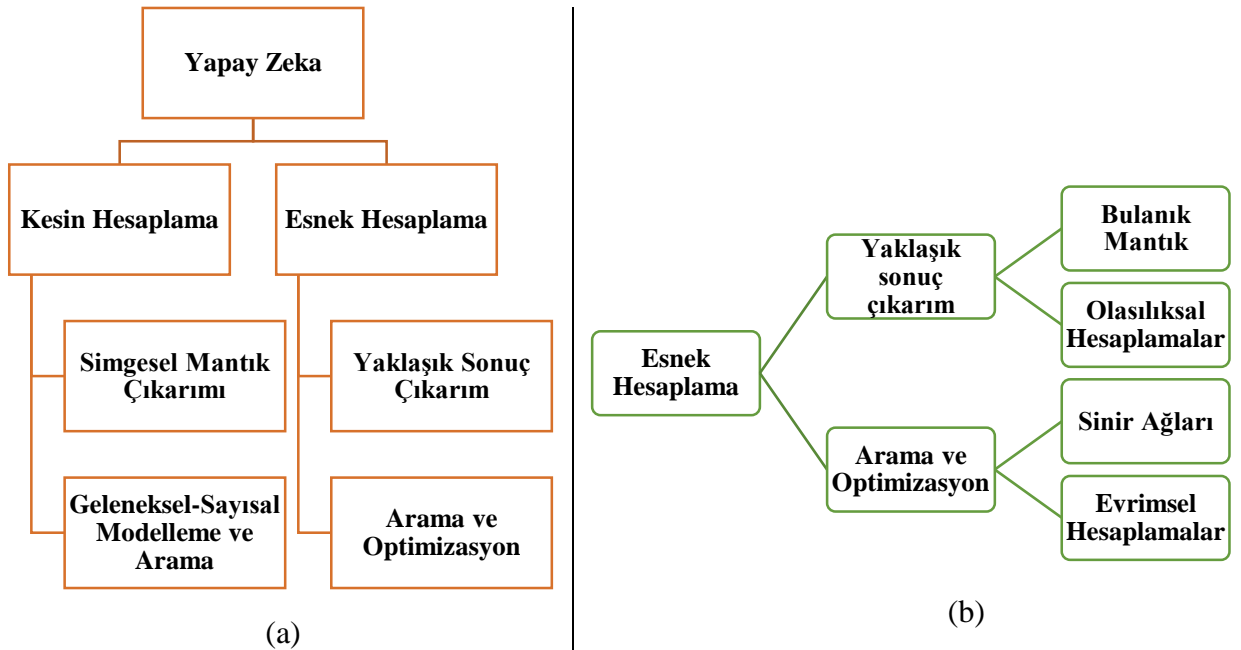 Yapay Zeka
Kesin Hesaplama
Esnek Hesaplama
Simgesel Mantık
Çıkarımı
Yaklaşık Sonuç
Çıkarım
Geleneksel-Sayısal
Modelleme ve
Arama
Arama ve
Optimizasyon
(a)
Esnek
Hesaplama
Yaklaşık
sonuç
çıkarım
Bulanık
Mantık
Olasılıksal
Hesaplamalar
Arama ve
Optimizasyon
Sinir Ağları
Evrimsel
Hesaplamalar
(b)